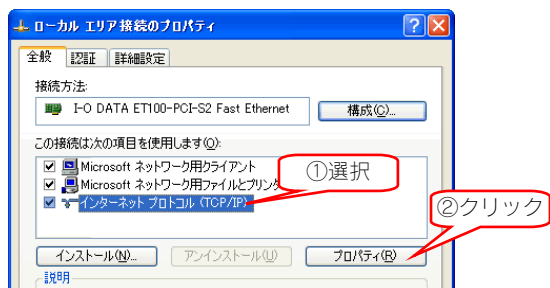 ローカル エリア接続のプロパティ
全般 認証 詳細設定
接続方法:
I-O DATA ET100-PCI-S2 Fast Ethernet 構成(C)...
この接続は次の項目を使用します(O):
Microsoft ネットワーク用クライアント
Microsoft ネットワーク用ファイルとプリンタ
インターネット プロトコル (TCP/IP)
①選択
②クリック
インストール(N)... アンインストール(U) プロパティ(R)
説明